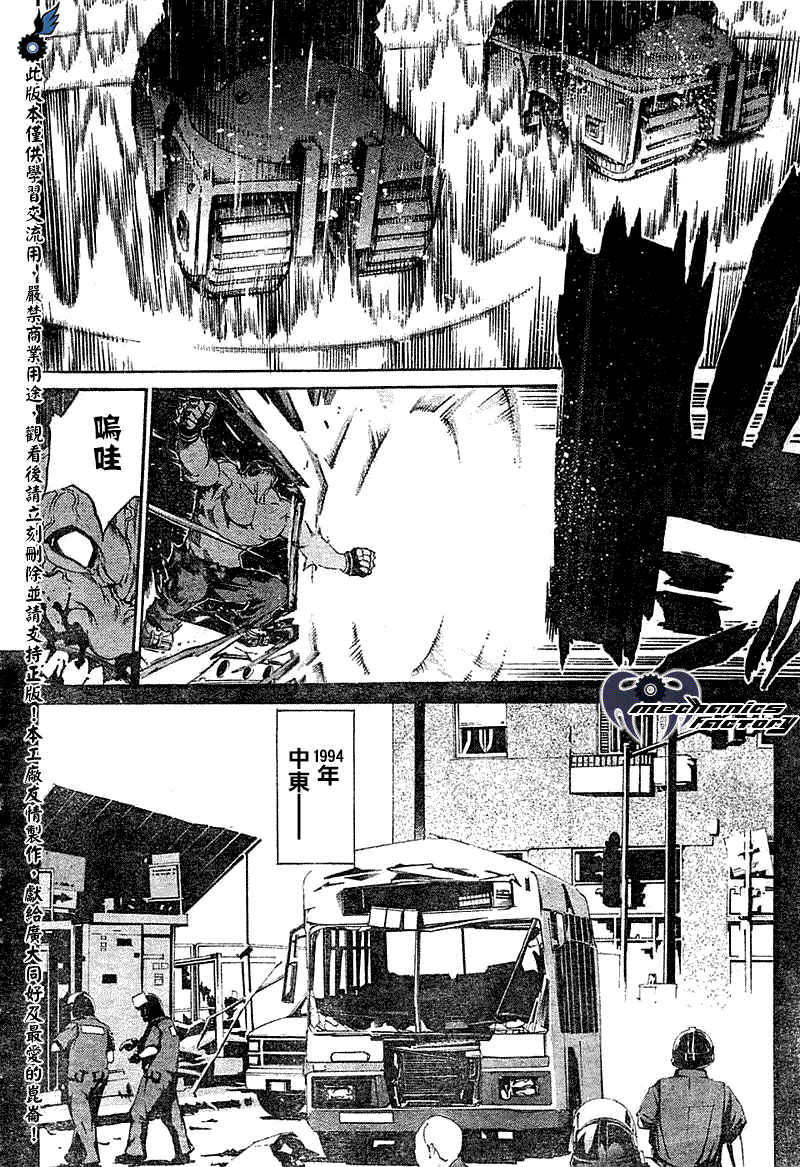 嗚
哇
1994年
中東──
mechanics
factory
此版本僅供學習交流用，嚴禁商業用途，觀看後請立刻刪除並請支持正版！本工廠友情製作，獻給廣大同好及最愛的崑崙！